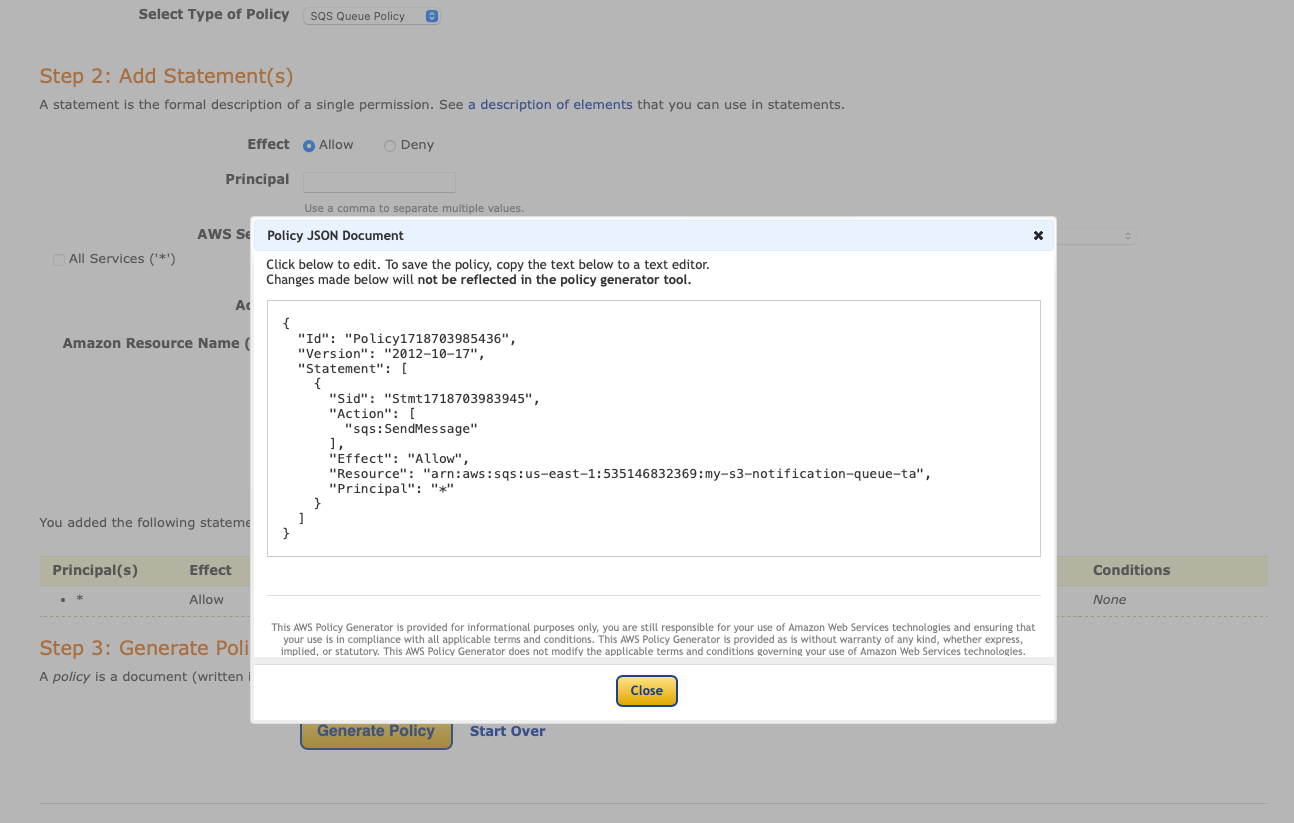 Select Type of Policy SQS Queue Policy
Step 2: Add Statement(s)
A statement is the formal description of a single permission. See a description of elements that you can use in statements.
Effect Allow Deny
Principal
Use a comma to separate multiple values.
AWS Se
All Services ('*')
Ac
Amazon Resource Name (
You added the following stateme
Principal(s) Effect Conditions
• * Allow None
Step 3: Generate Poli
A policy is a document (written i
Generate Policy Start Over
Policy JSON Document
Click below to edit. To save the policy, copy the text below to a text editor.
Changes made below will not be reflected in the policy generator tool.
{
  "Id": "Policy1718703985436",
  "Version": "2012-10-17",
  "Statement": [
    {
      "Sid": "Stmt1718703983945",
      "Action": [
        "sqs:SendMessage"
      ],
      "Effect": "Allow",
      "Resource": "arn:aws:sqs:us-east-1:535146832369:my-s3-notification-queue-ta",
      "Principal": "*"
    }
  ]
}
This AWS Policy Generator is provided for informational purposes only, you are still responsible for your use of Amazon Web Services technologies and ensuring that
your use is in compliance with all applicable terms and conditions. This AWS Policy Generator is provided as is without warranty of any kind, whether express,
implied, or statutory. This AWS Policy Generator does not modify the applicable terms and conditions governing your use of Amazon Web Services technologies.
Close